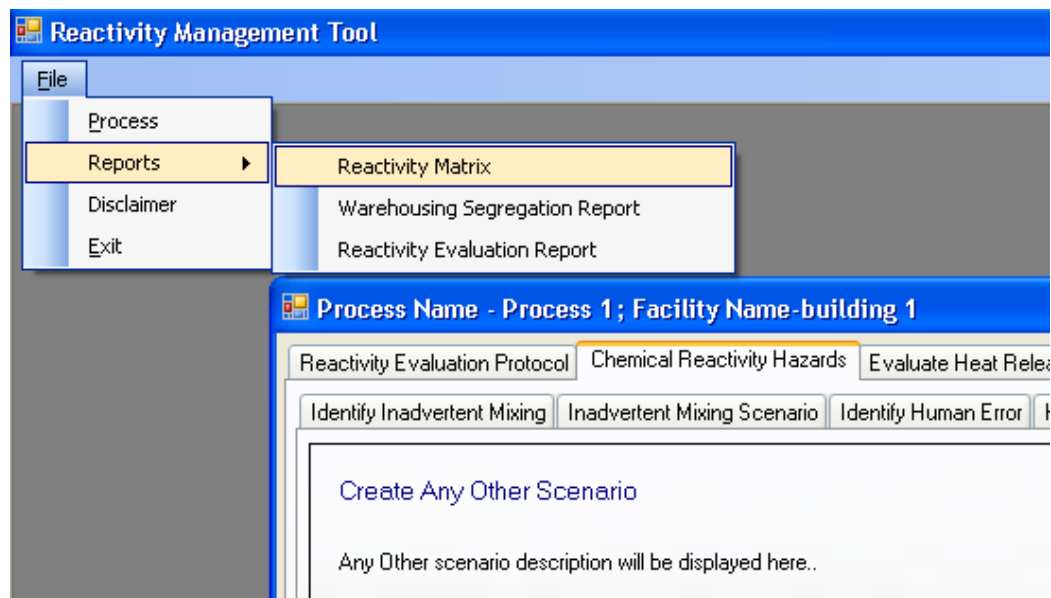 Reactivity Management Tool
File
Process
Reports
Disclaimer
Exit
Reactivity Matrix
Warehousing Segregation Report
Reactivity Evaluation Report
Process Name - Process 1; Facility Name-building 1
Reactivity Evaluation Protocol Chemical Reactivity Hazards Evaluate Heat
Identify Inadvertent Mixing Inadvertent Mixing Scenario Identify Human Error
Create Any Other Scenario
Any Other scenario description will be displayed here..